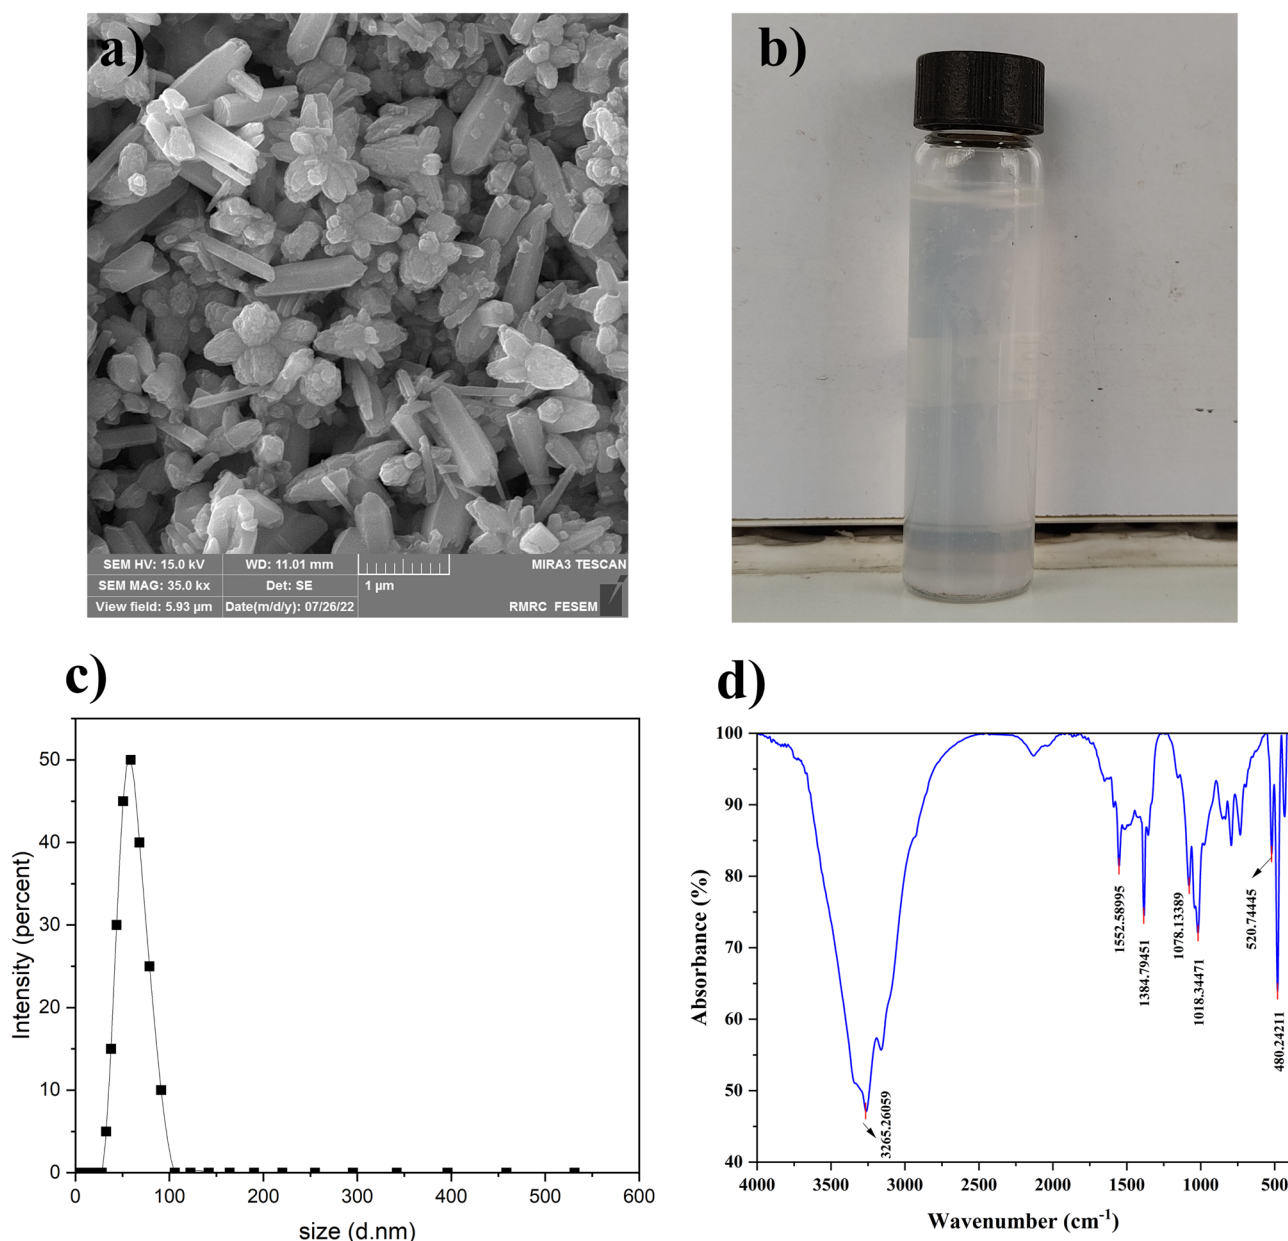 a)
SEM HV: 15.0 kV
WD: 11.01 mm
MIRA3 TESCAN
SEM MAG: 35.0 kx
Det: SE
1 µm
View field: 5.93 µm
Date(m/d/y): 07/26/22
RMRC FESEM
b)
c)
Intensity (percent)
50
40
30
20
10
0
0
100
200
300
400
500
600
size (d.nm)
d)
Absorbance (%)
100
90
80
70
60
50
40
3265.26059
1552.58995
1384.79451
1078.13389
1018.34471
520.74445
480.24211
4000
3500
3000
2500
2000
1500
1000
500
Wavenumber (cm⁻¹)